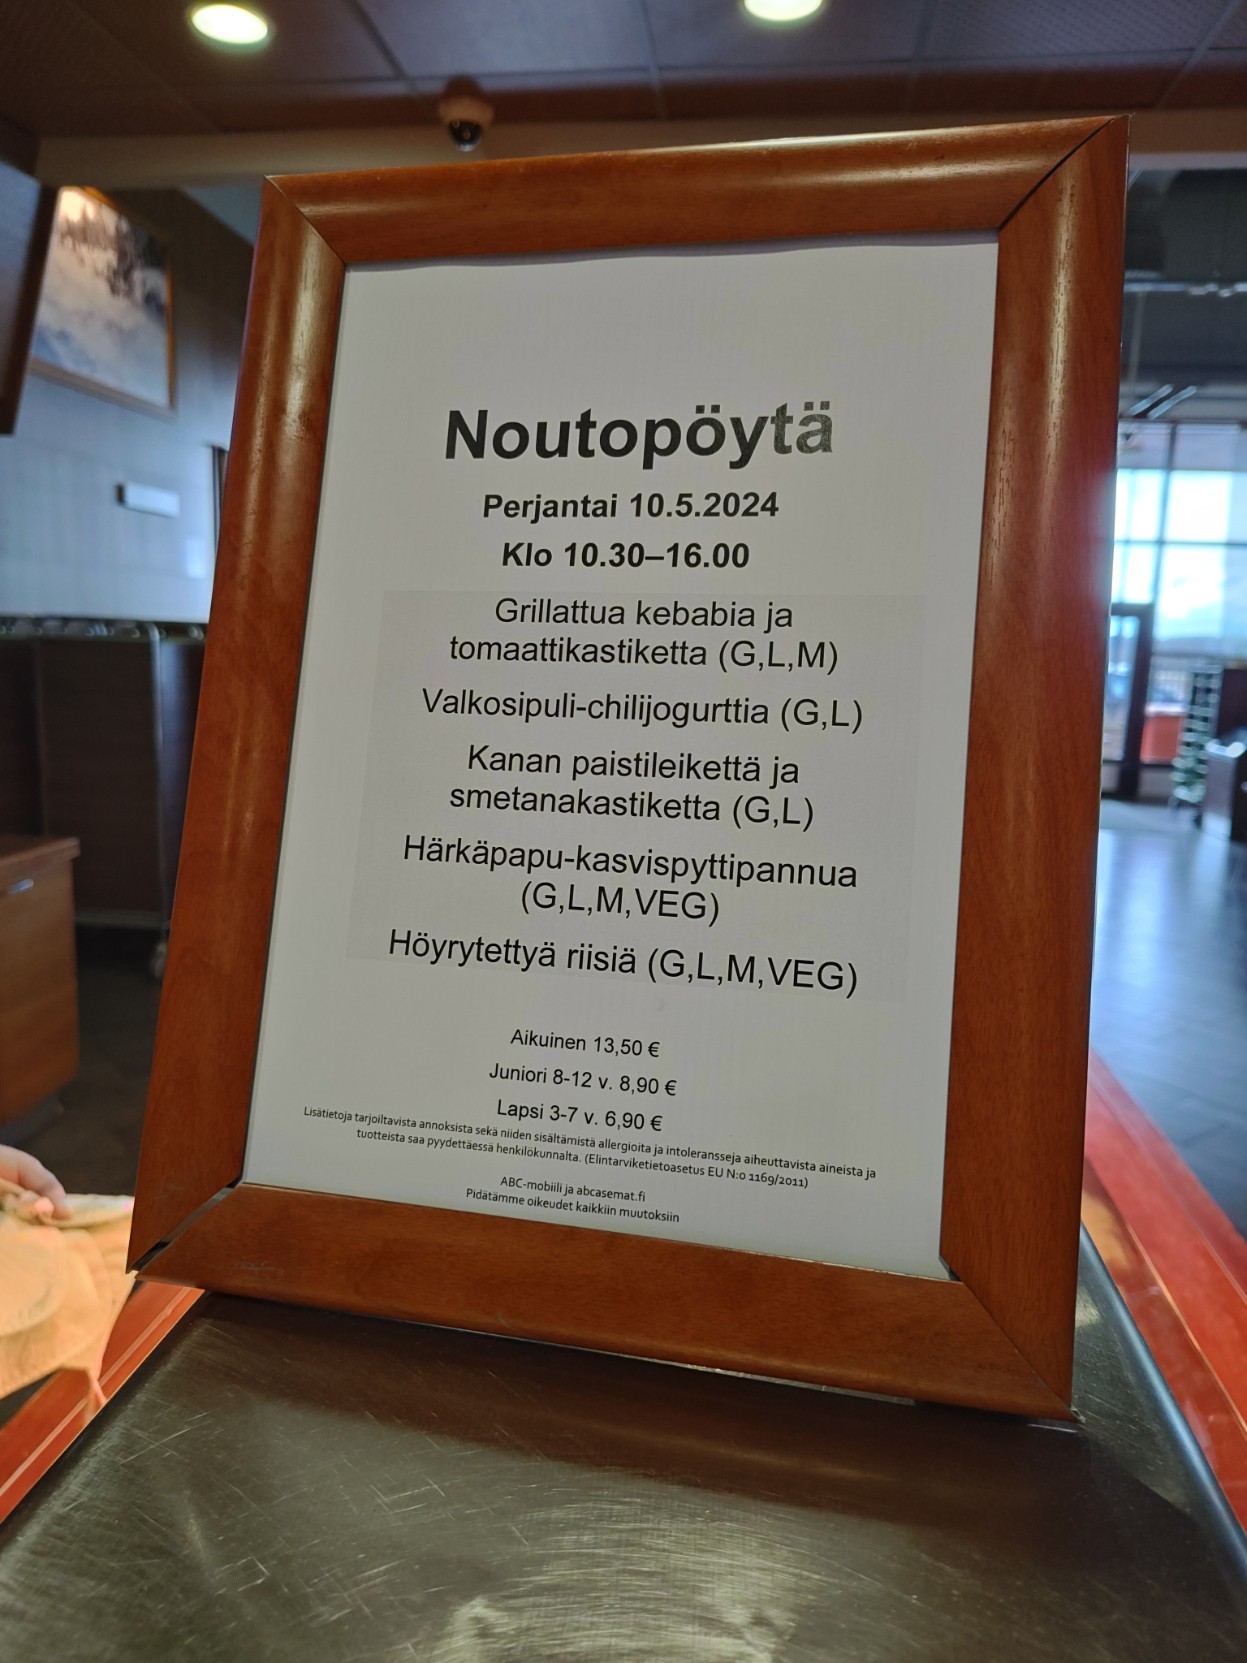 Noutopöytä
Perjantai 10.5.2024
Klo 10.30–16.00
Grillattua kebabia ja
tomaattikastiketta (G,L,M)
Valkosipuli-chilijogurttia (G,L)
Kanan paistileikettä ja
smetanakastiketta (G,L)
Härkäpapu-kasvispyttipannua
(G,L,M,VEG)
Höyrytettyä riisiä (G,L,M,VEG)
Aikuinen 13,50 €
Juniori 8-12 v. 8,90 €
Lapsi 3-7 v. 6,90 €
Lisätietoja tarjoiltavista annoksista sekä niiden sisältämistä allergioita ja intoleransseja aiheuttavista aineista ja
tuotteista saa pyydettäessä henkilökunnalta. (Elintarviketietoasetus EU N:o 1169/2011)
ABC-mobiili ja abcasemat.fi
Pidätämme oikeudet kaikkiin muutoksiin